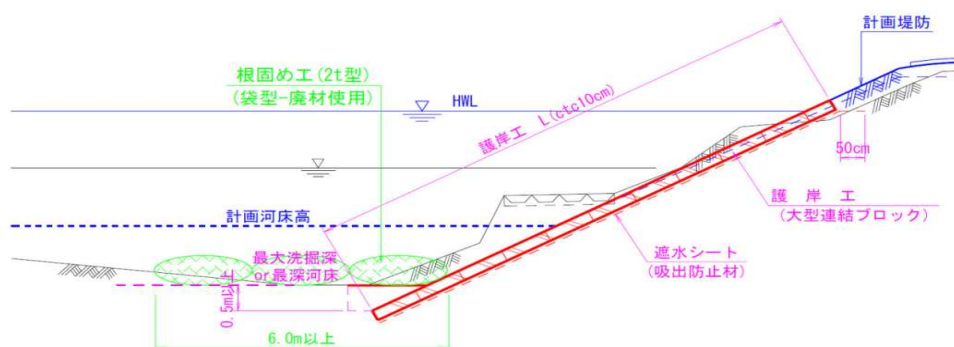 計画堤防
根固め工(2t型)
(袋型-廃材使用)
HWL
護岸工 L(ctc10cm)
50cm
護 岸 工
(大型連結ブロック)
計画河床高
遮水シート
(吸出防止材)
最大洗掘深
or最深河床
0.5m以上
6.0m以上